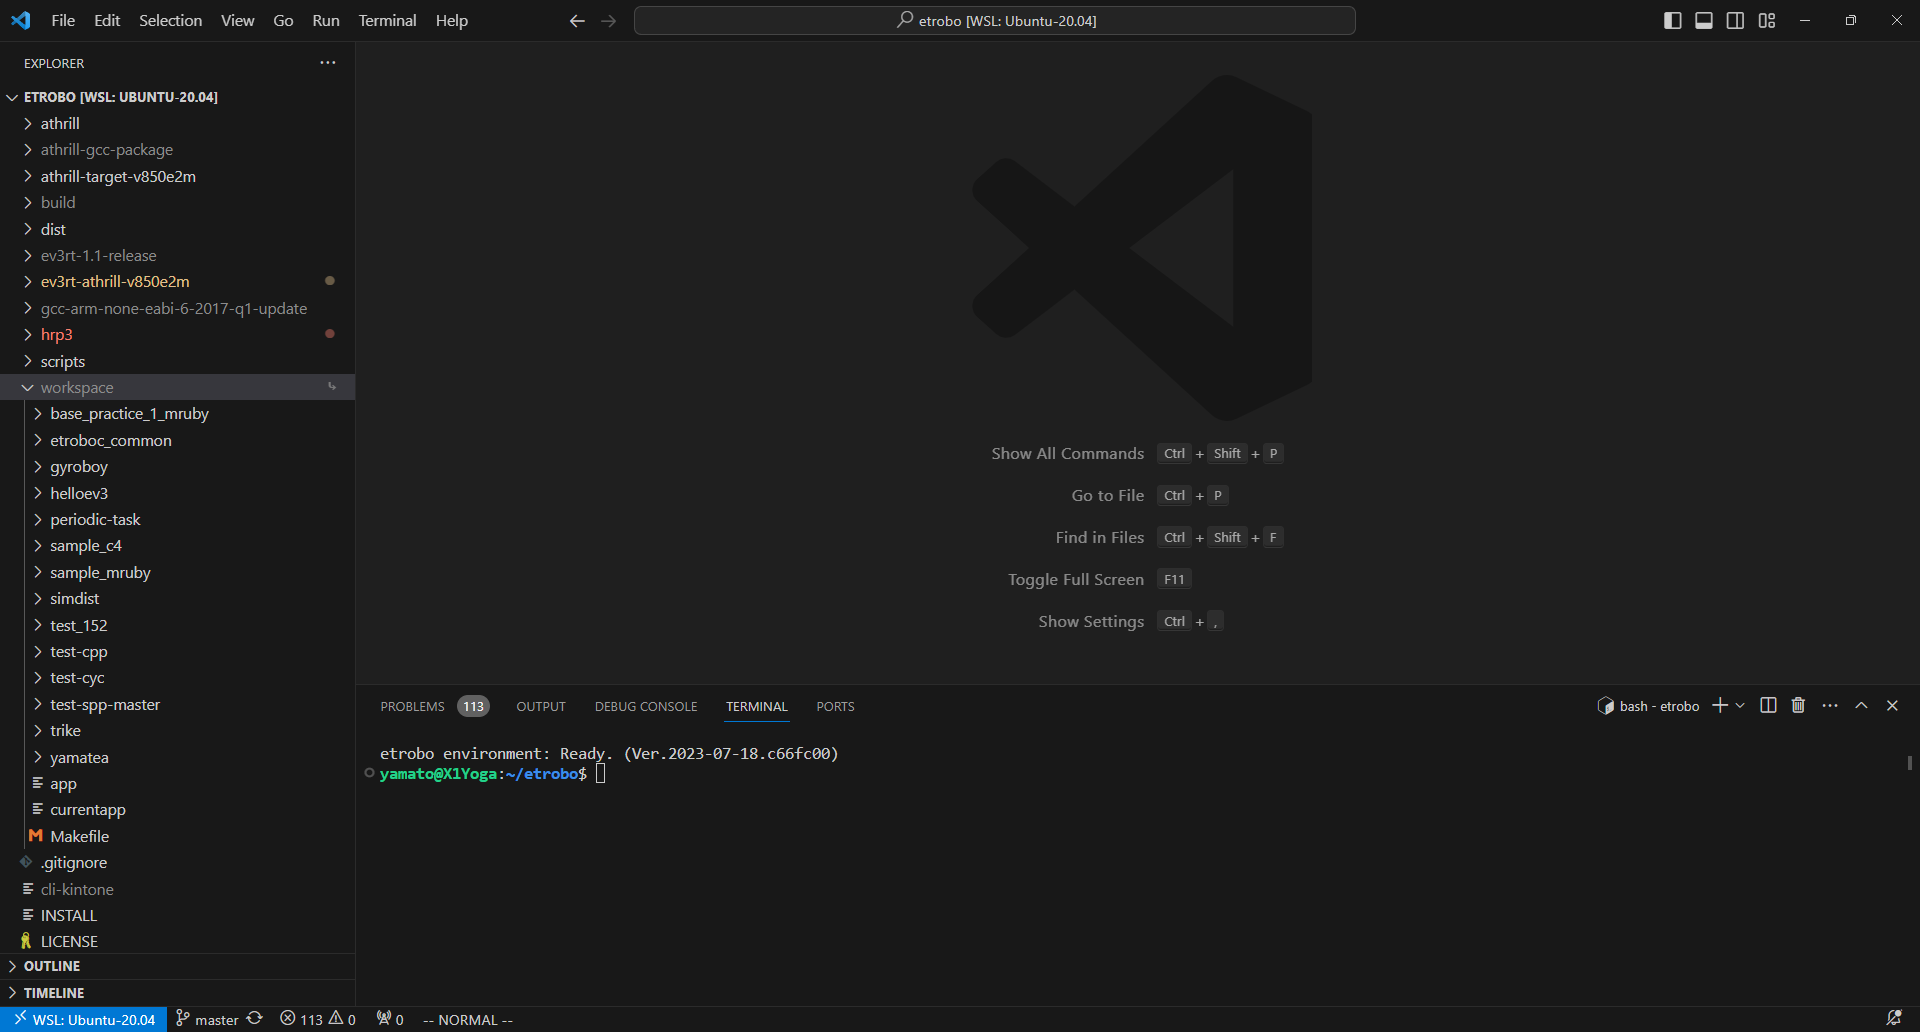 File Edit Selection View Go Run Terminal Help
etrobo [WSL: Ubuntu-20.04]
EXPLORER
ETROBO [WSL: UBUNTU-20.04]
athrill
athrill-gcc-package
athrill-target-v850e2m
build
dist
ev3rt-1.1-release
ev3rt-athrill-v850e2m
gcc-arm-none-eabi-6-2017-q1-update
hrp3
scripts
workspace
base_practice_1_mruby
etroboc_common
gyroboy
helloev3
periodic-task
sample_c4
sample_mruby
simdist
test_152
test-cpp
test-cyc
test-spp-master
trike
yamatea
app
currentapp
Makefile
.gitignore
cli-kintone
INSTALL
LICENSE
OUTLINE
TIMELINE
Show All Commands Ctrl + Shift + P
Go to File Ctrl + P
Find in Files Ctrl + Shift + F
Toggle Full Screen F11
Show Settings Ctrl + ,
PROBLEMS 113 OUTPUT DEBUG CONSOLE TERMINAL PORTS
bash - etrobo
etrobo environment: Ready. (Ver.2023-07-18.c66fc00)
yamato@X1Yoga:~/etrobo$
WSL: Ubuntu-20.04 master 113 0 0 -- NORMAL --